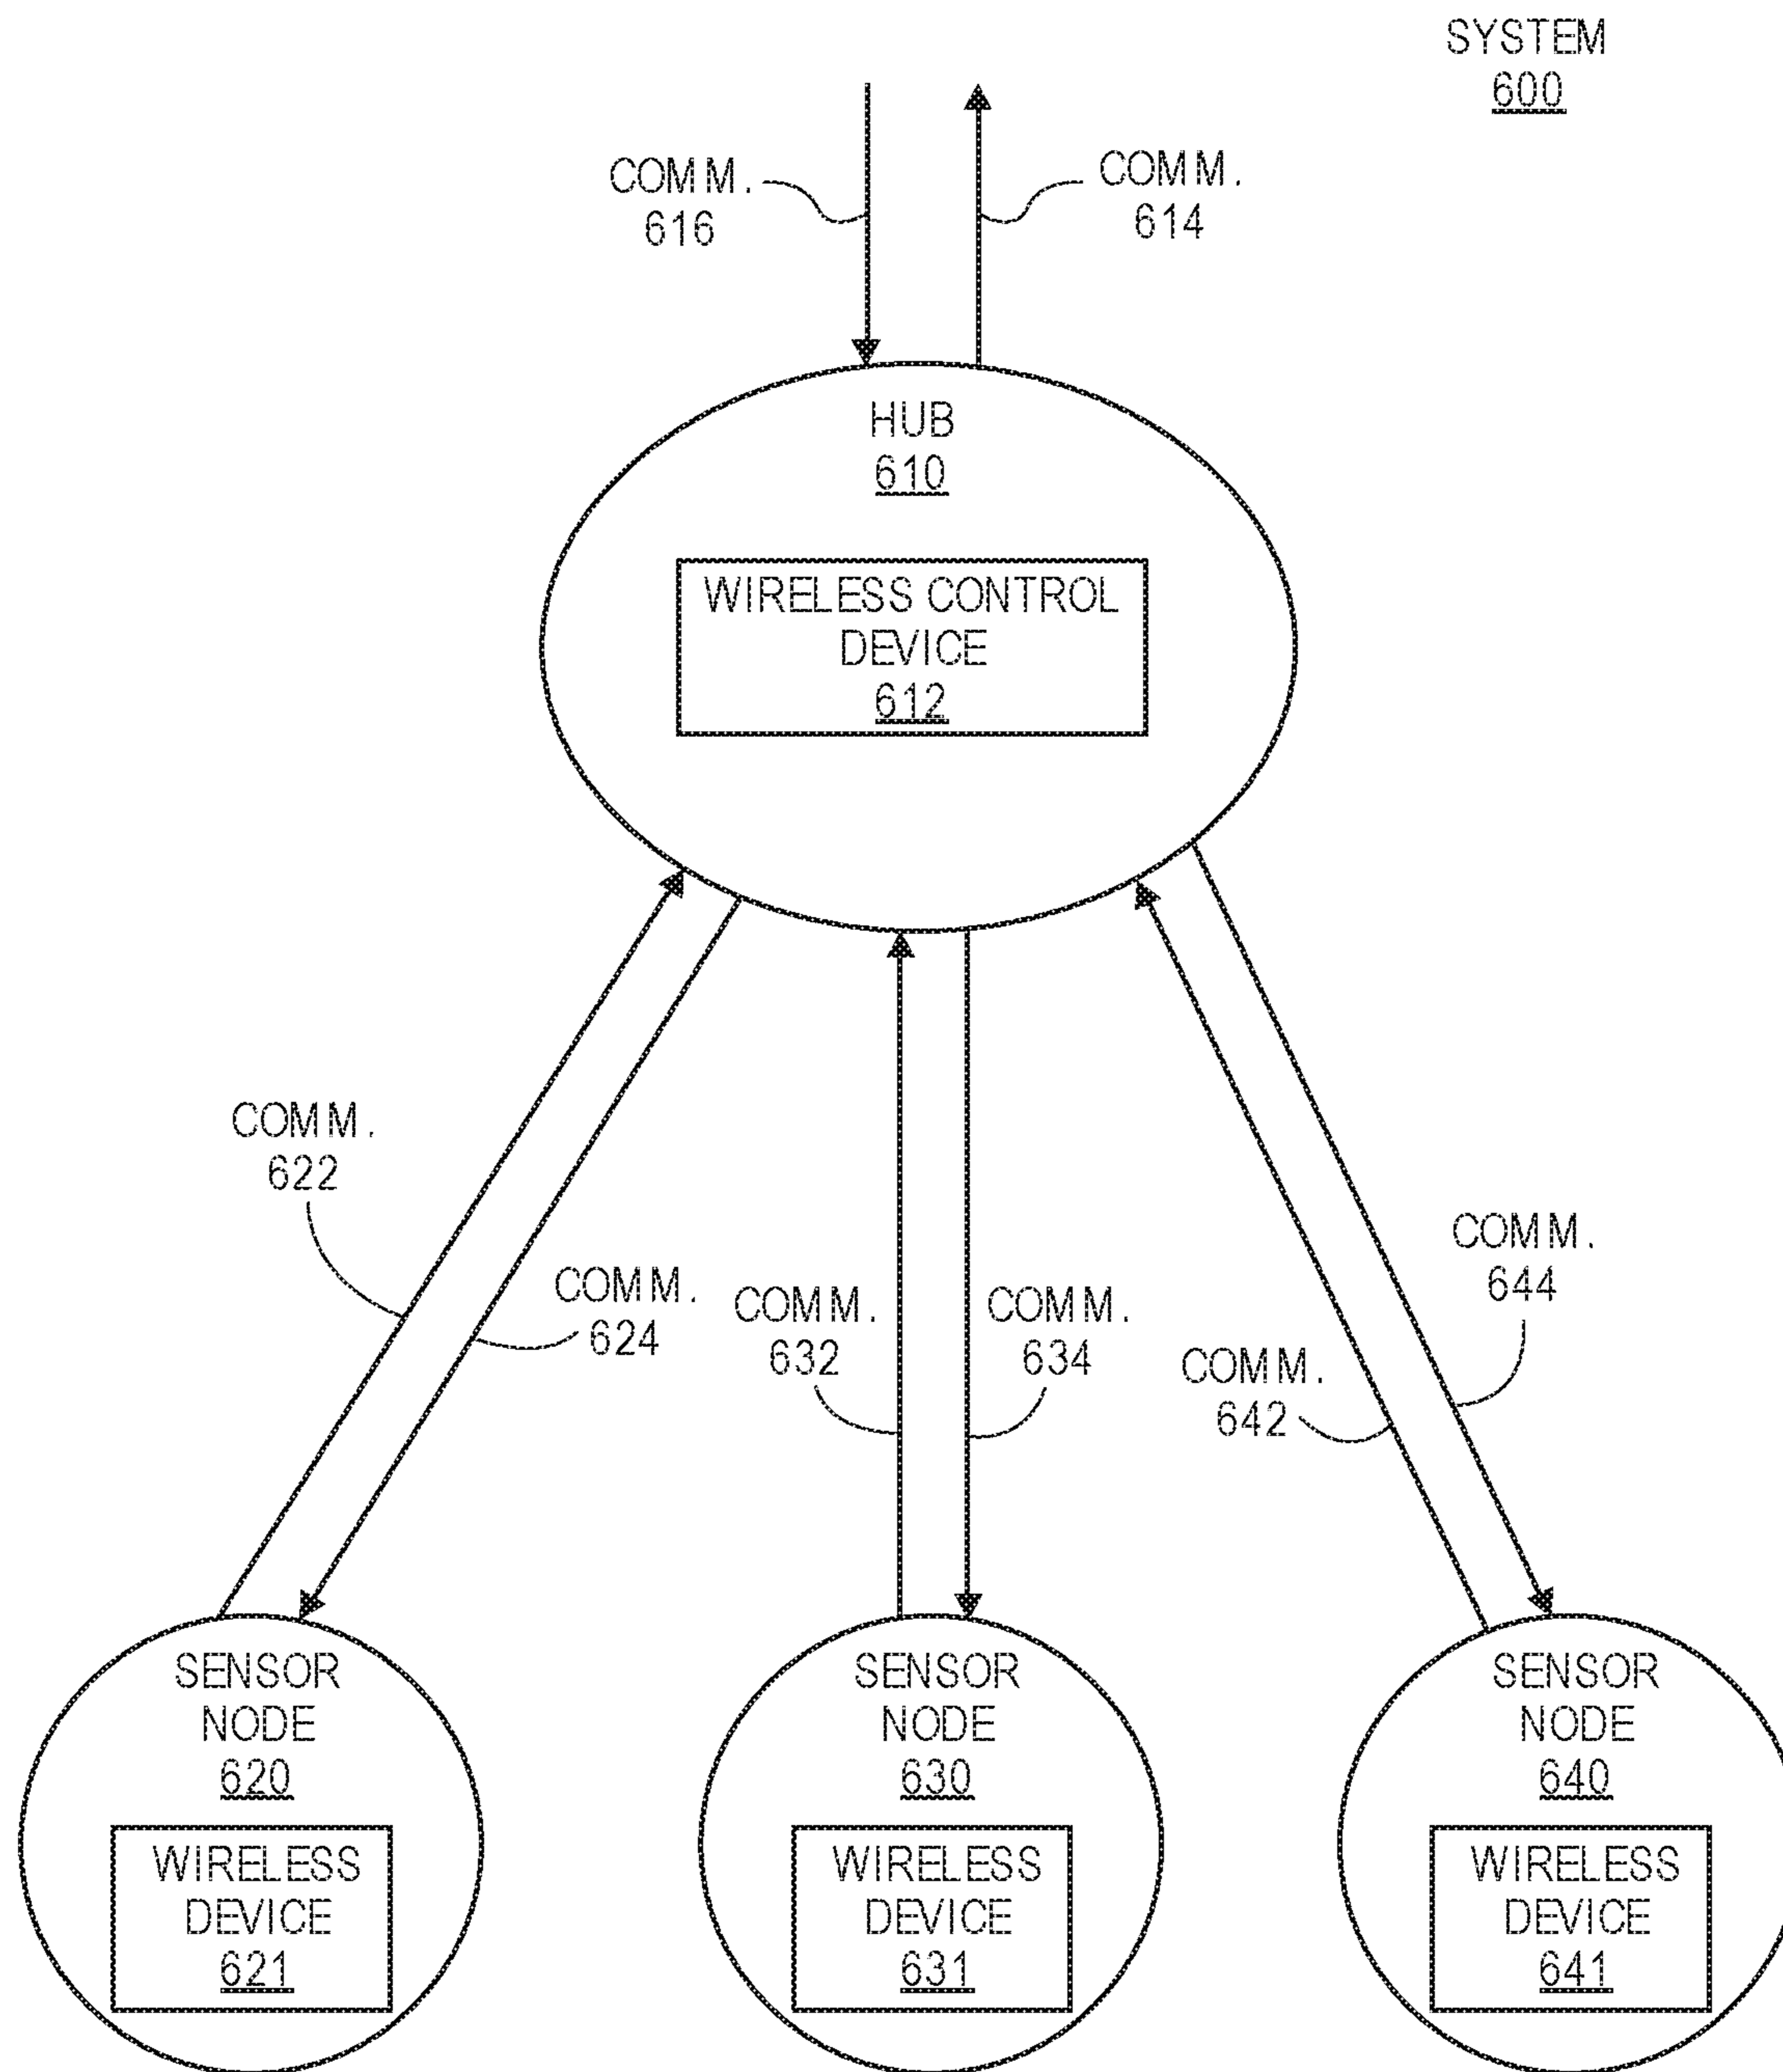 SYSTEM
600
COMM.
616
COMM.
614
HUB
610
WIRELESS CONTROL
DEVICE
612
COMM.
622
COMM.
624
COMM.
632
COMM.
634
COMM.
642
COMM.
644
SENSOR
NODE
620
WIRELESS
DEVICE
621
SENSOR
NODE
630
WIRELESS
DEVICE
631
SENSOR
NODE
640
WIRELESS
DEVICE
641